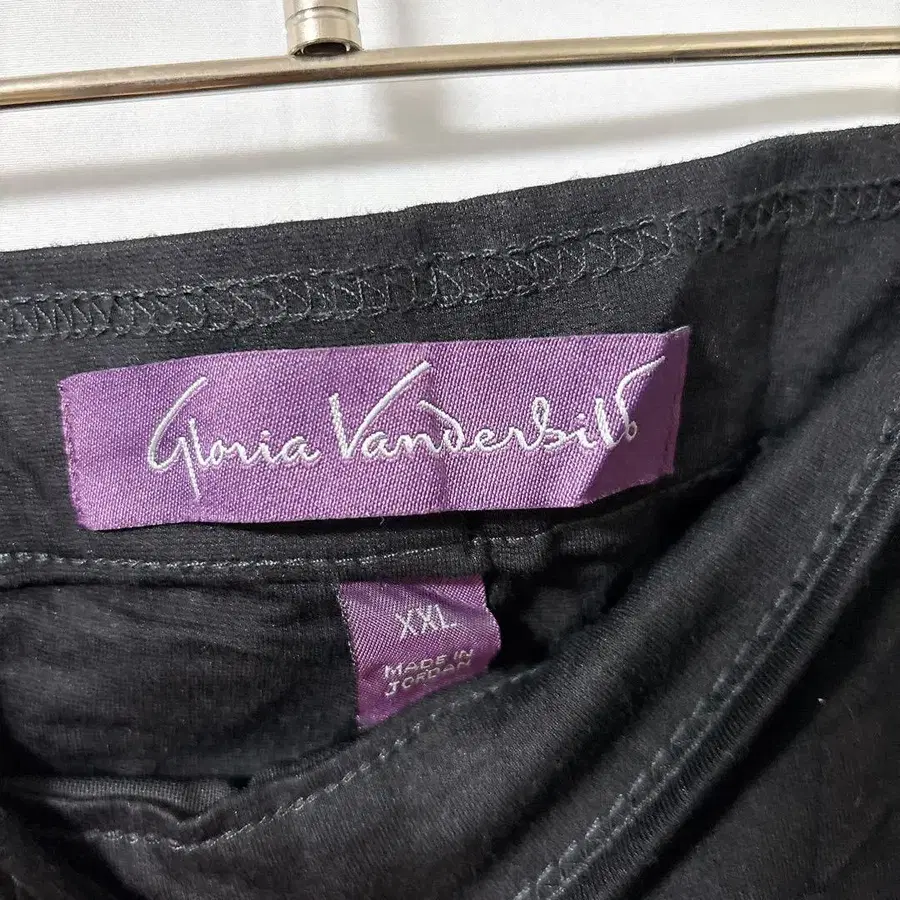 Gloria Vanderbilt
XXL
MADE IN
JORDAN